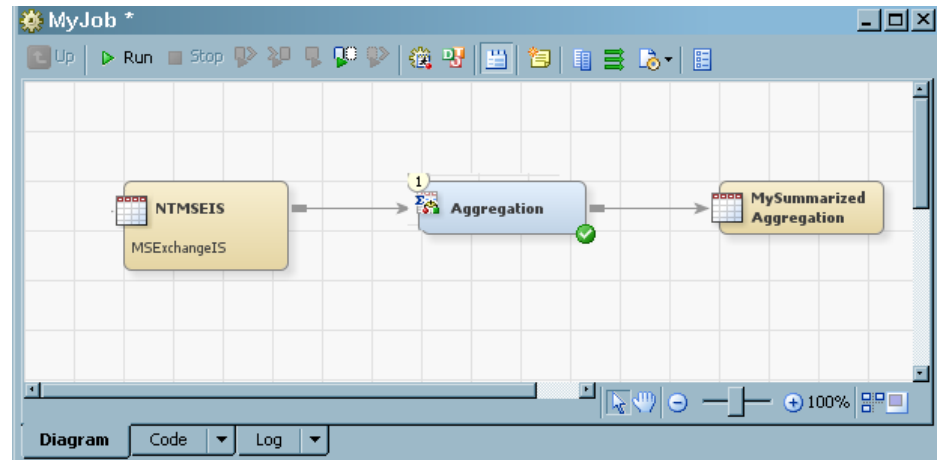 MyJob *
Up Run Stop
1
NTMSEIS
MSExchangeIS
Aggregation
MySummarized
Aggregation
100%
Diagram Code Log